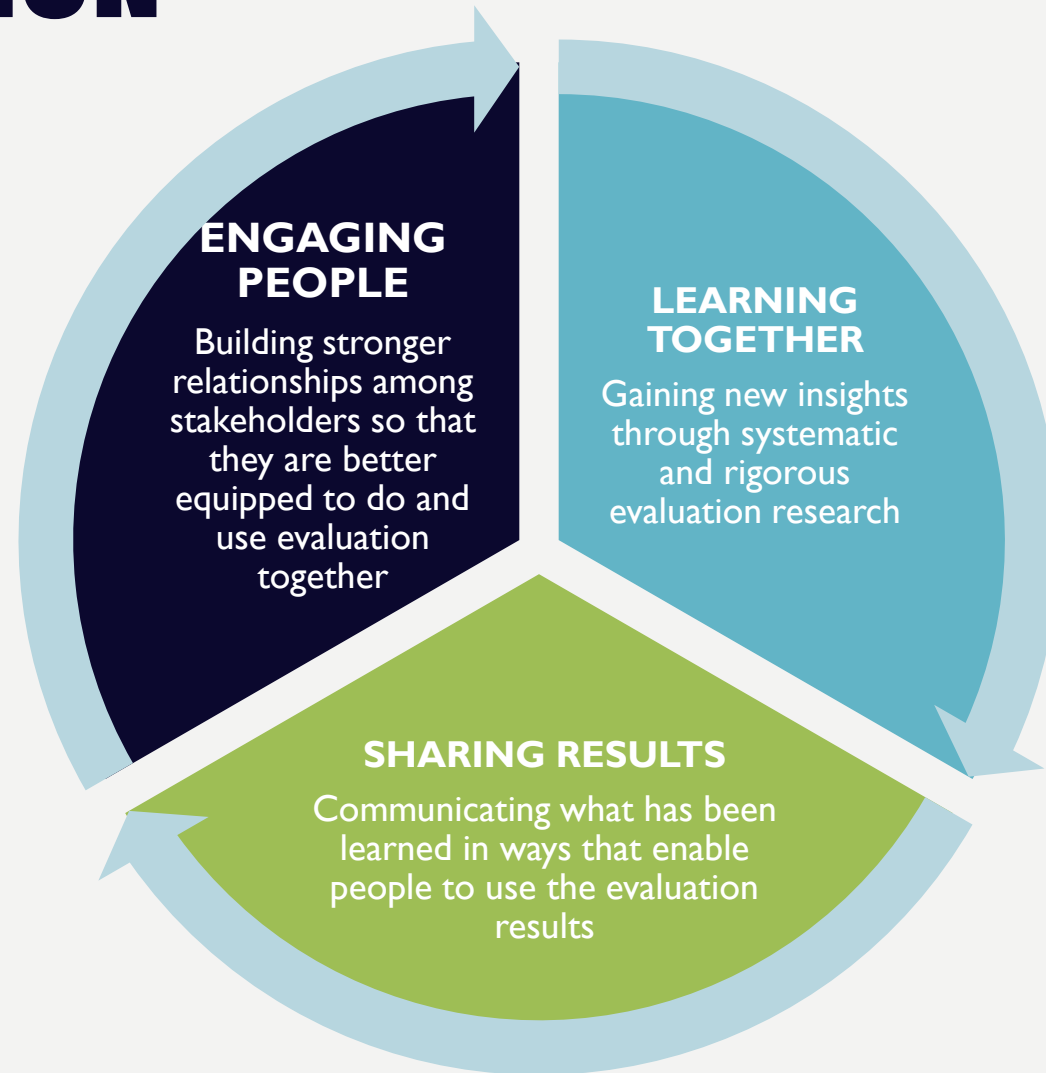 ENGAGING
PEOPLE
Building stronger
relationships among
stakeholders so that
they are better
equipped to do and
use evaluation
together
LEARNING
TOGETHER
Gaining new insights
through systematic
and rigorous
evaluation research
SHARING RESULTS
Communicating what has been
learned in ways that enable
people to use the evaluation
results